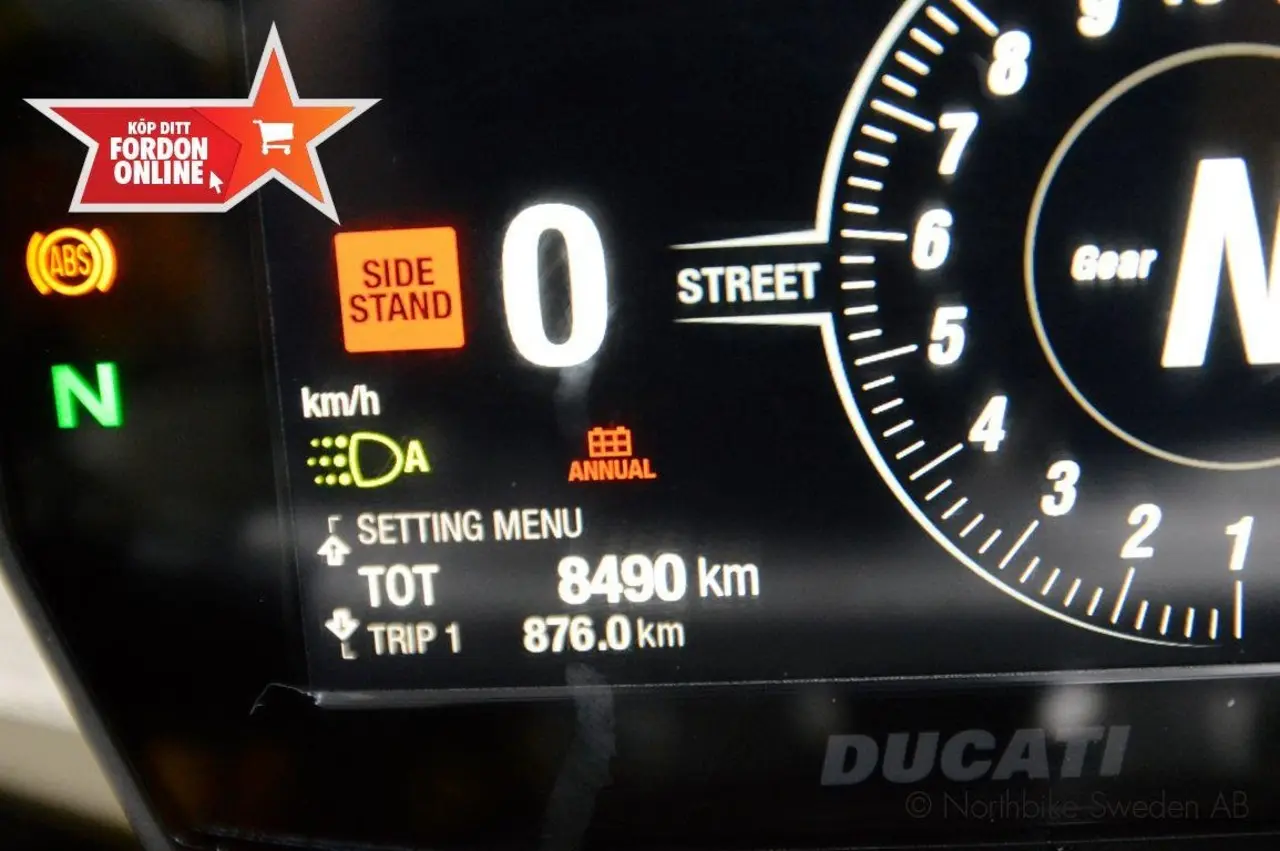 KÖP DITT
FORDON
ONLINE
ABS
SIDE
STAND
0
STREET
Gear
N
N
km/h
A
ANNUAL
SETTING MENU
TOT 8490 km
TRIP 1 876.0 km
9
8
7
6
5
4
3
2
1
DUCATI
© Northbike Sweden AB